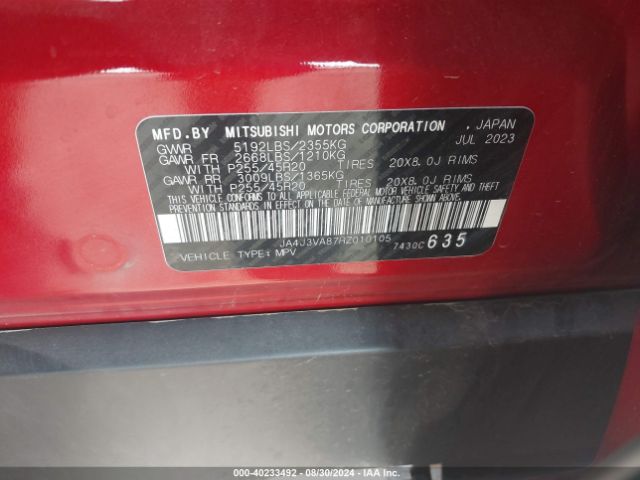 MFD.BY MITSUBISHI MOTORS CORPORATION , JAPAN
GVWR 5192LBS/2355KG JUL 2023
GAWR FR 2668LBS/1210KG
WITH P255/45R20 TIRES 20X8.0J RIMS
GAWR RR 3009LBS/1365KG
WITH P255/45R20 TIRES 20X8.0J RIMS
THIS VEHICLE CONFORMS TO ALL APPLICABLE FEDERAL MOTOR VEHICLE SAFETY AND THEFT
PREVENTION STANDARDS IN EFFECT ON THE DATE OF MANUFACTURE SHOWN ABOVE.
JA4J3VA87RZ010105
VEHICLE TYPE: MPV 7430C 635
000-40233492 - 08/30/2024 - IAA Inc.